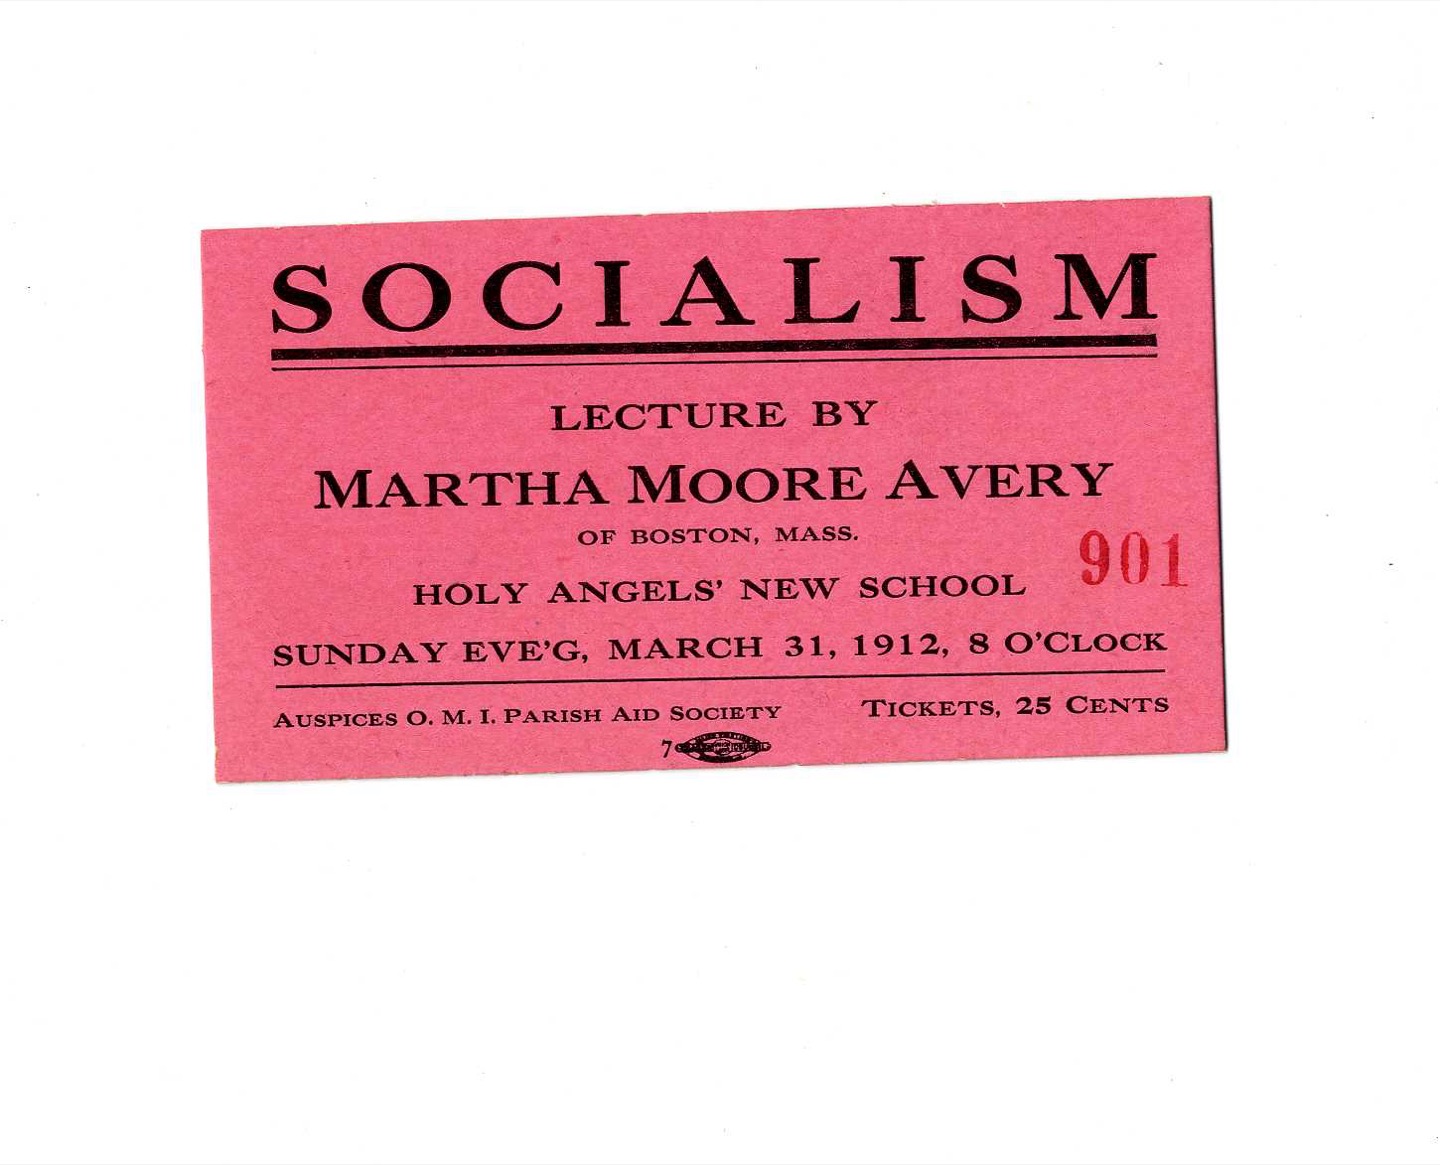 SOCIALISM
LECTURE BY
MARTHA MOORE AVERY
OF BOSTON, MASS.
901
HOLY ANGELS' NEW SCHOOL
SUNDAY EVE'G, MARCH 31, 1912, 8 O'CLOCK
AUSPICES O. M. I. PARISH AID SOCIETY TICKETS, 25 CENTS
7